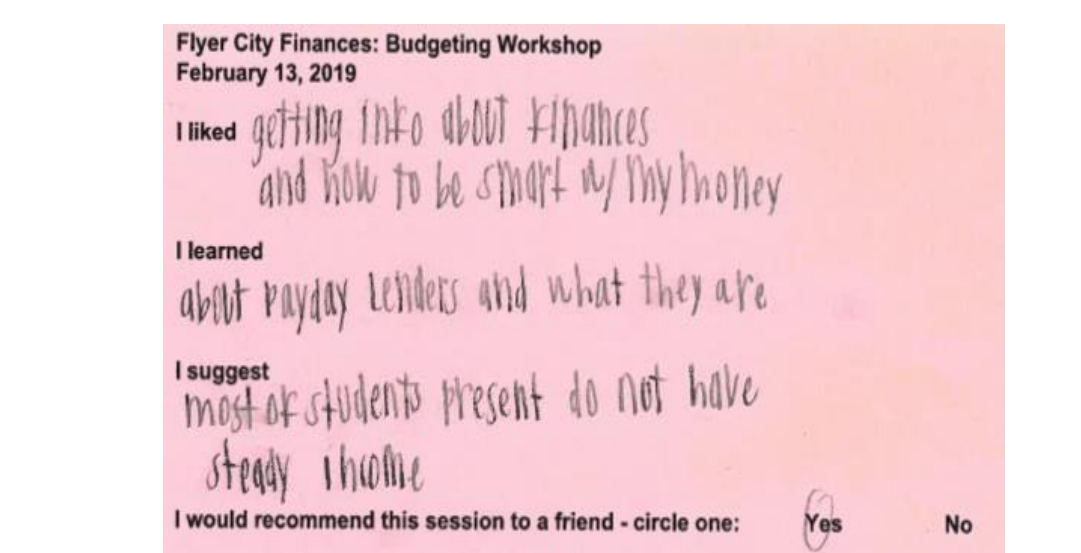 Flyer City Finances: Budgeting Workshop
February 13, 2019
I liked getting info about finances
and how to be smart w/ my money
I learned
about payday lenders and what they are
I suggest
most of students present do not have
steady income
I would recommend this session to a friend - circle one: Yes No